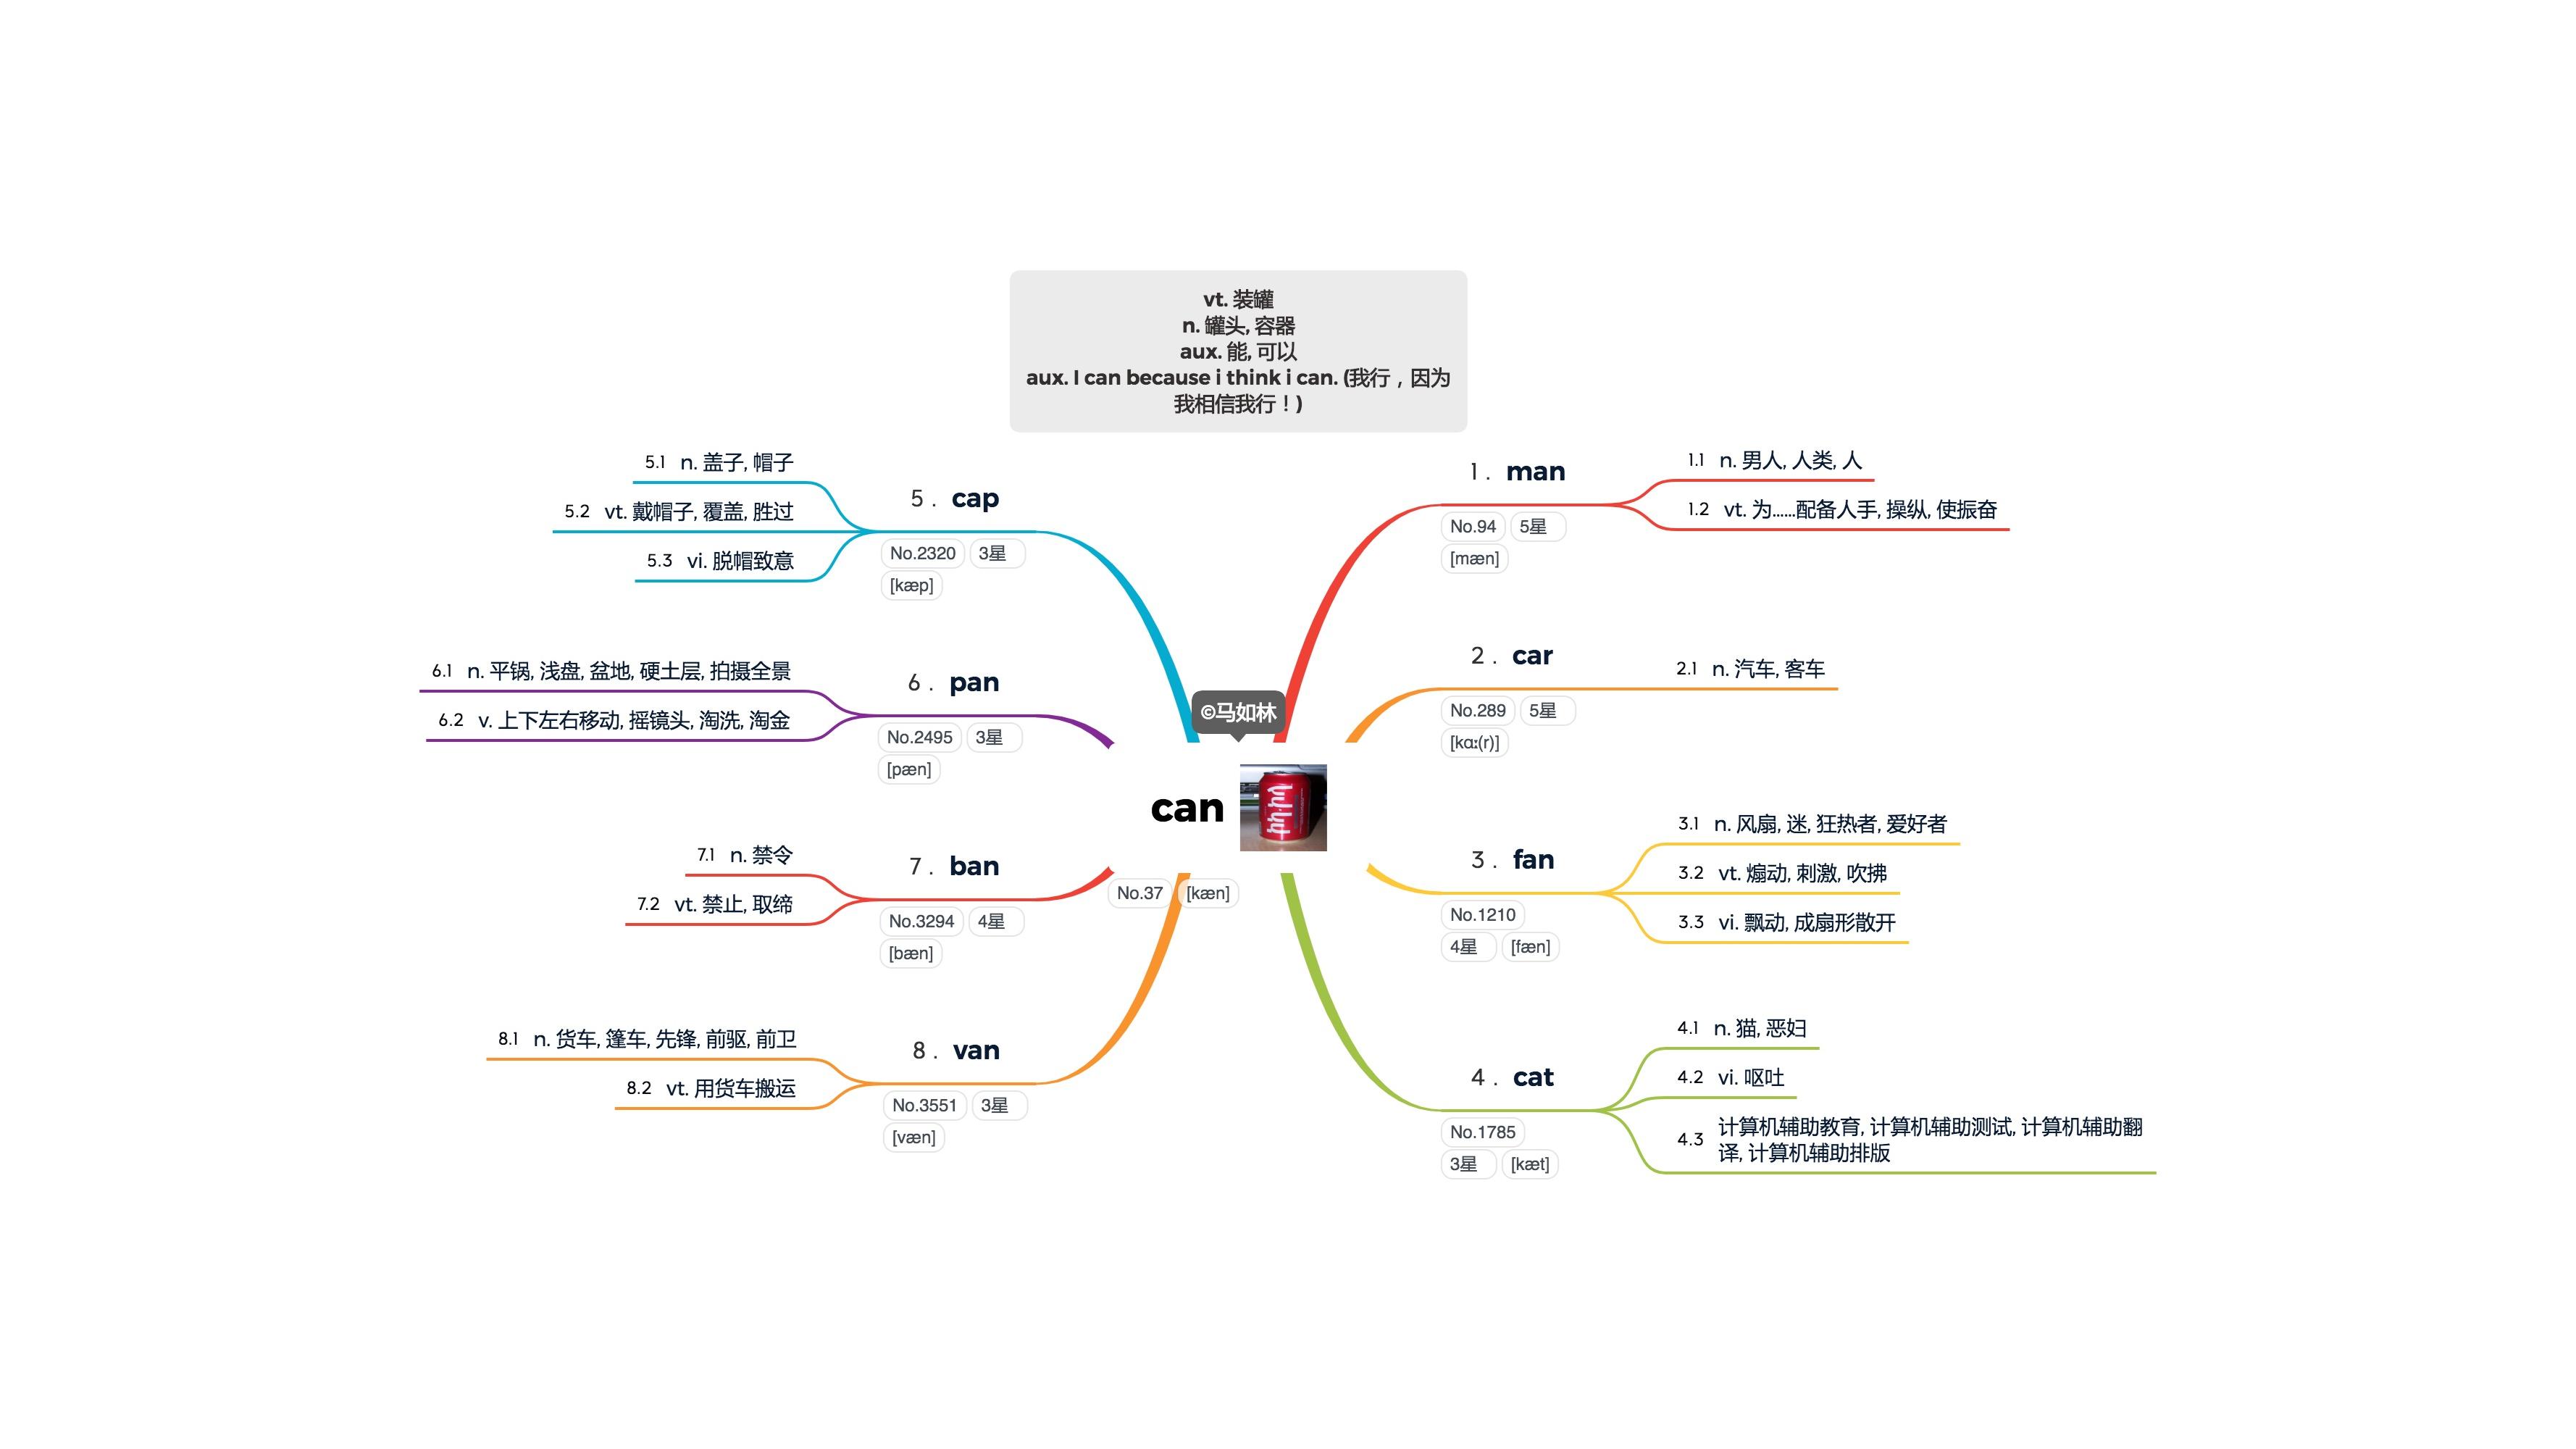 vt. 装罐
n. 罐头, 容器
aux. 能, 可以
aux. I can because i think i can. (我行，因为
我相信我行！)
©马如林
can
No.37 [kæn]
1. man
No.94 5星
[mæn]
1.1 n. 男人, 人类, 人
1.2 vt. 为……配备人手, 操纵, 使振奋
2. car
No.289 5星
[kɑː(r)]
2.1 n. 汽车, 客车
3. fan
No.1210
4星 [fæn]
3.1 n. 风扇, 迷, 狂热者, 爱好者
3.2 vt. 煽动, 刺激, 吹拂
3.3 vi. 飘动, 成扇形散开
4. cat
No.1785
3星 [kæt]
4.1 n. 猫, 恶妇
4.2 vi. 呕吐
4.3 计算机辅助教育, 计算机辅助测试, 计算机辅助翻
译, 计算机辅助排版
5. cap
No.2320 3星
[kæp]
5.1 n. 盖子, 帽子
5.2 vt. 戴帽子, 覆盖, 胜过
5.3 vi. 脱帽致意
6. pan
No.2495 3星
[pæn]
6.1 n. 平锅, 浅盘, 盆地, 硬土层, 拍摄全景
6.2 v. 上下左右移动, 摇镜头, 淘洗, 淘金
7. ban
No.3294 4星
[bæn]
7.1 n. 禁令
7.2 vt. 禁止, 取缔
8. van
No.3551 3星
[væn]
8.1 n. 货车, 篷车, 先锋, 前驱, 前卫
8.2 vt. 用货车搬运